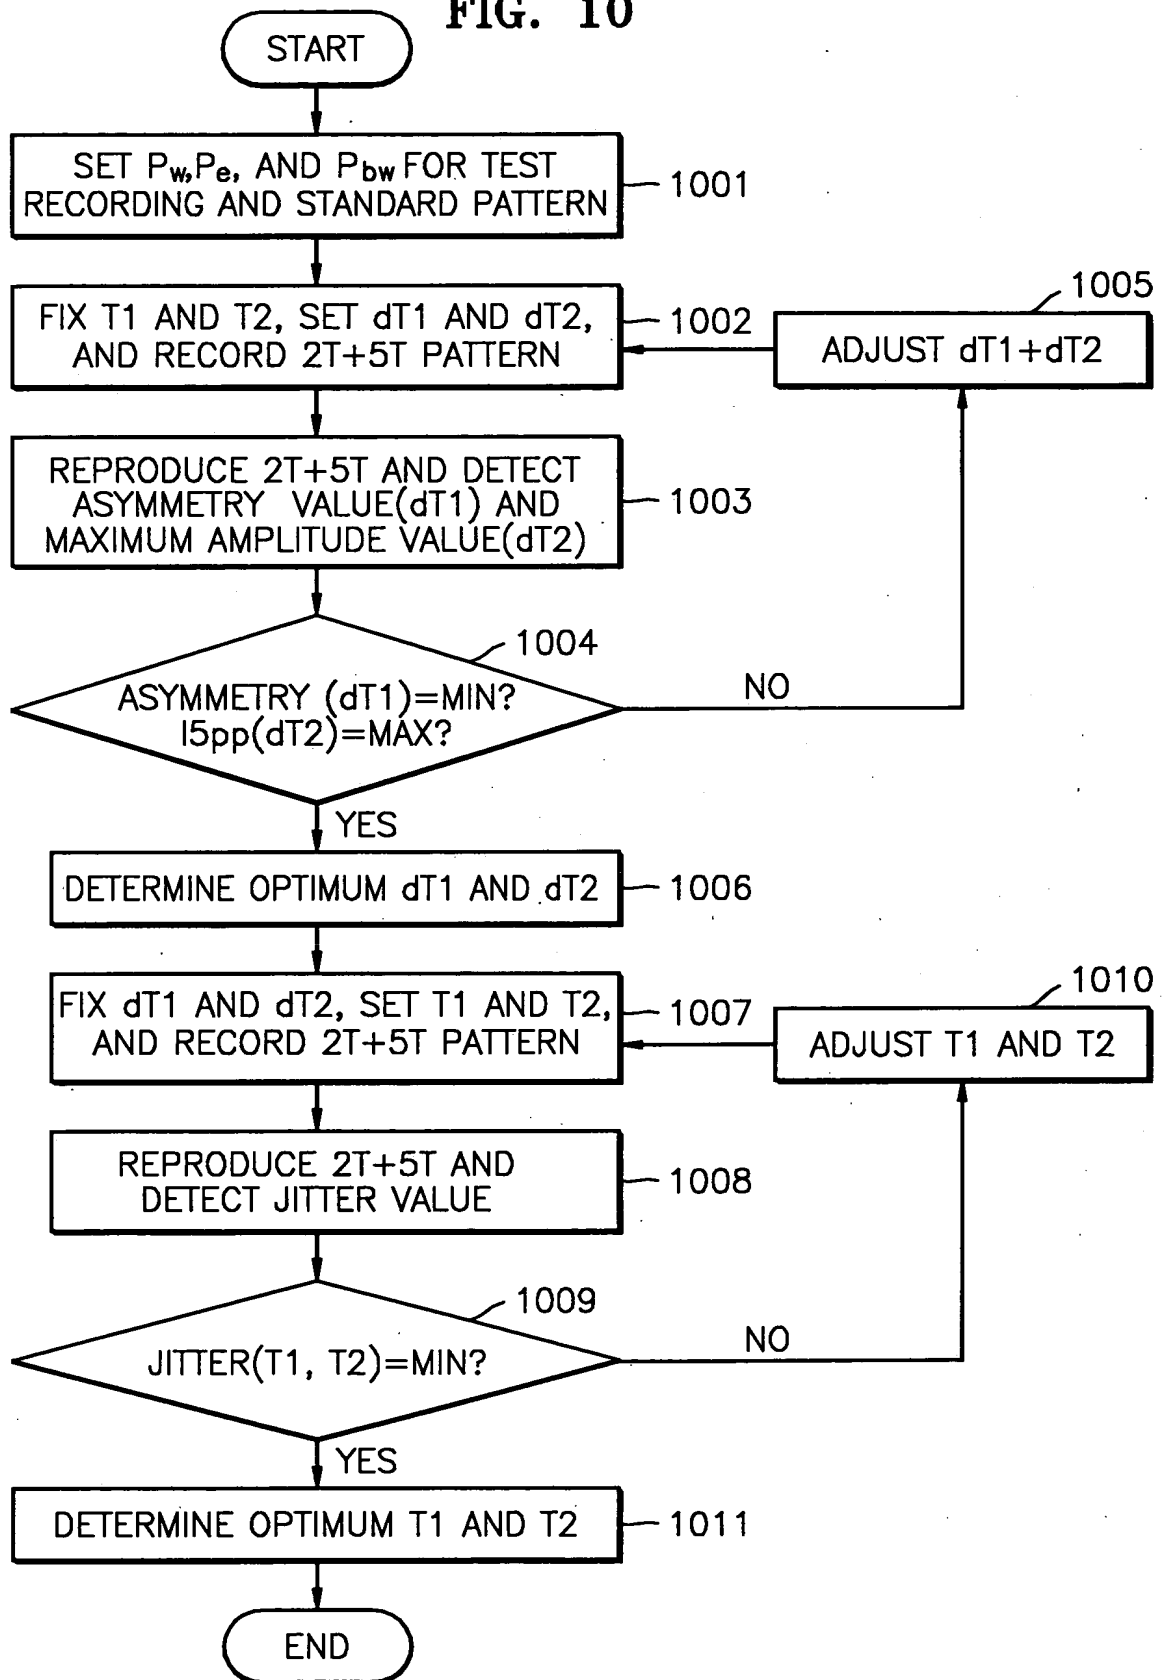 FIG. 10
START
SET Pw,Pe, AND Pbw FOR TEST
RECORDING AND STANDARD PATTERN
1001
FIX T1 AND T2, SET dT1 AND dT2,
AND RECORD 2T+5T PATTERN
1002
1005
ADJUST dT1+dT2
REPRODUCE 2T+5T AND DETECT
ASYMMETRY VALUE(dT1) AND
MAXIMUM AMPLITUDE VALUE(dT2)
1003
1004
ASYMMETRY (dT1)=MIN?
I5pp(dT2)=MAX?
NO
YES
DETERMINE OPTIMUM dT1 AND dT2
1006
FIX dT1 AND dT2, SET T1 AND T2,
AND RECORD 2T+5T PATTERN
1007
1010
ADJUST T1 AND T2
REPRODUCE 2T+5T AND
DETECT JITTER VALUE
1008
1009
JITTER(T1, T2)=MIN?
NO
YES
DETERMINE OPTIMUM T1 AND T2
1011
END